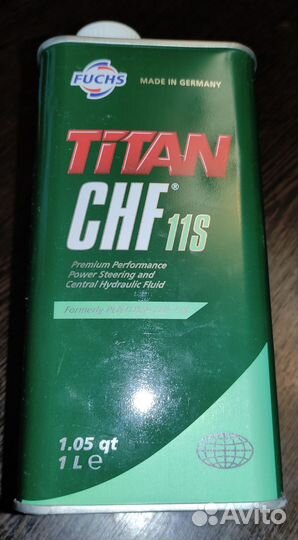 FUCHS
MADE IN GERMANY
TITAN
CHF® 11S
Premium Performance
Power Steering and
Central Hydraulic Fluid
Formerly
1.05 qt
1 L ℮
Avito